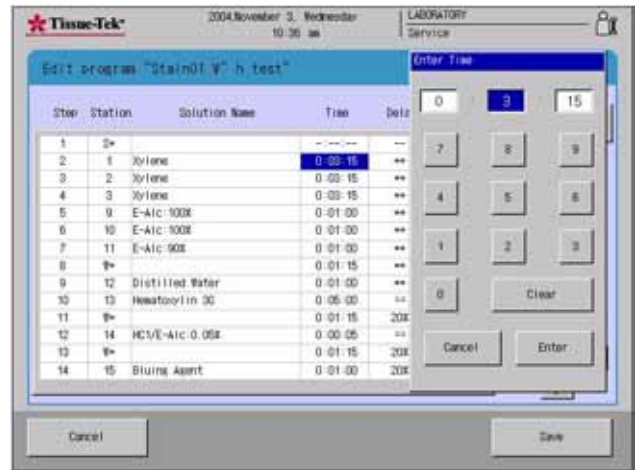 Tissue-Tek
2004.November 3, Wednesday
10:36 am
LABORATORY
Service
Edit program "Stain01 W" h test"
Step Station Solution Name Time
1 --:--:--
2 1 Xylene 0:03:15 **
3 2 Xylene 0:03:15 **
4 3 Xylene 0:03:15 **
5 9 E-Alc:100% 0:01:00 **
6 10 E-Alc:100% 0:01:00 **
7 11 E-Alc:90% 0:01:00 **
8 W* 0:01:15 **
9 12 Distilled Water 0:01:00 **
10 13 Hematoxylin 3G 0:05:00
11 W* 0:01:15 20%
12 14 HCl/E-Alc:0.05% 0:00:05
13 W* 0:01:15 20%
14 15 Bluing Agent 0:01:00 20%
Enter Time
0 : 3 : 15
7 8 9
4 5 6
1 2 3
0 Clear
Cancel Enter
Cancel Save